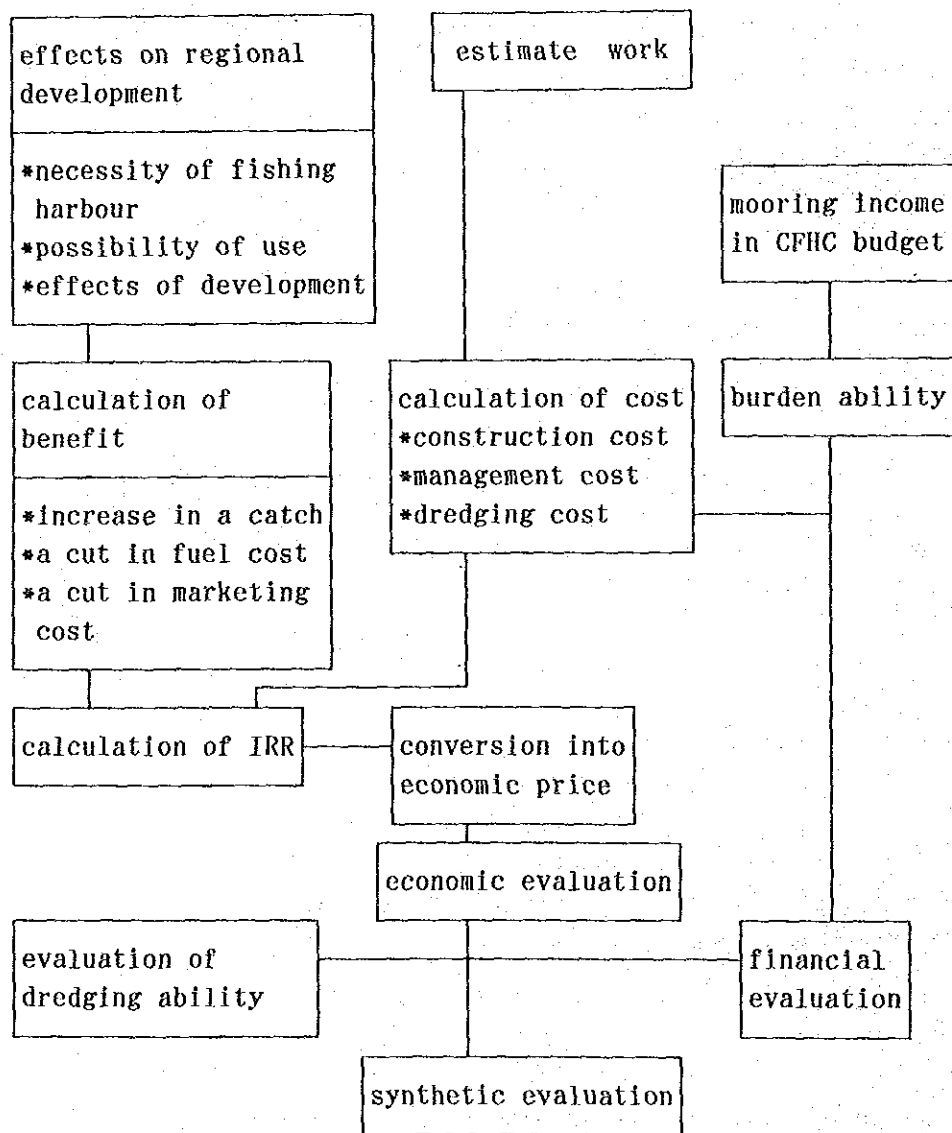 effects on regional
development
*necessity of fishing
harbour
*possibility of use
*effects of development
estimate work
mooring income
in CFHC budget
calculation of
benefit
*increase in a catch
*a cut in fuel cost
*a cut in marketing
cost
calculation of cost
*construction cost
*management cost
*dredging cost
burden ability
calculation of IRR
conversion into
economic price
economic evaluation
evaluation of
dredging ability
financial
evaluation
synthetic evaluation